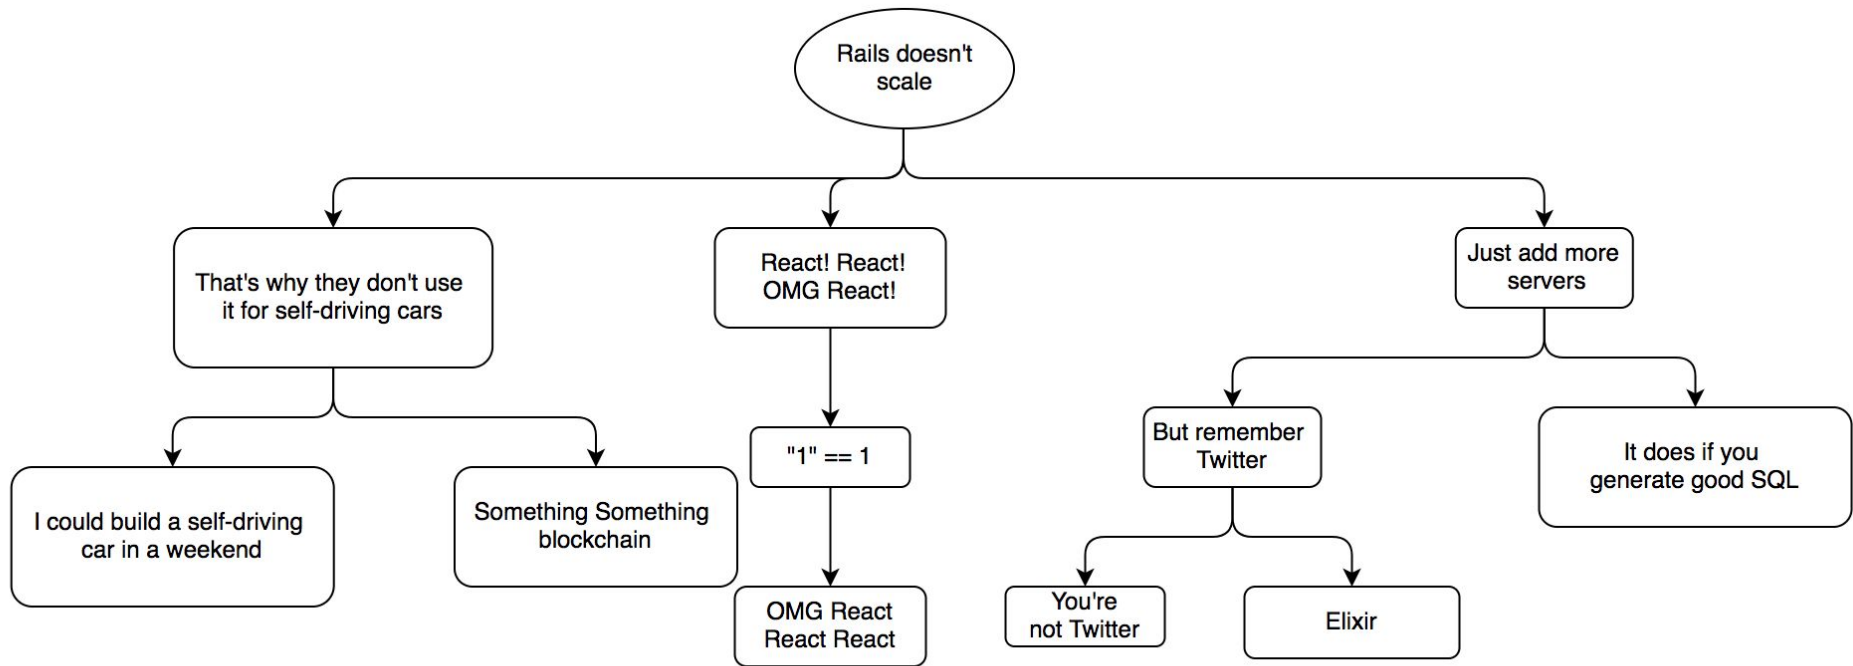 Rails doesn't
scale
That's why they don't use
it for self-driving cars
React! React!
OMG React!
Just add more
servers
I could build a self-driving
car in a weekend
Something Something
blockchain
"1" == 1
OMG React
React React
But remember
Twitter
It does if you
generate good SQL
You're
not Twitter
Elixir